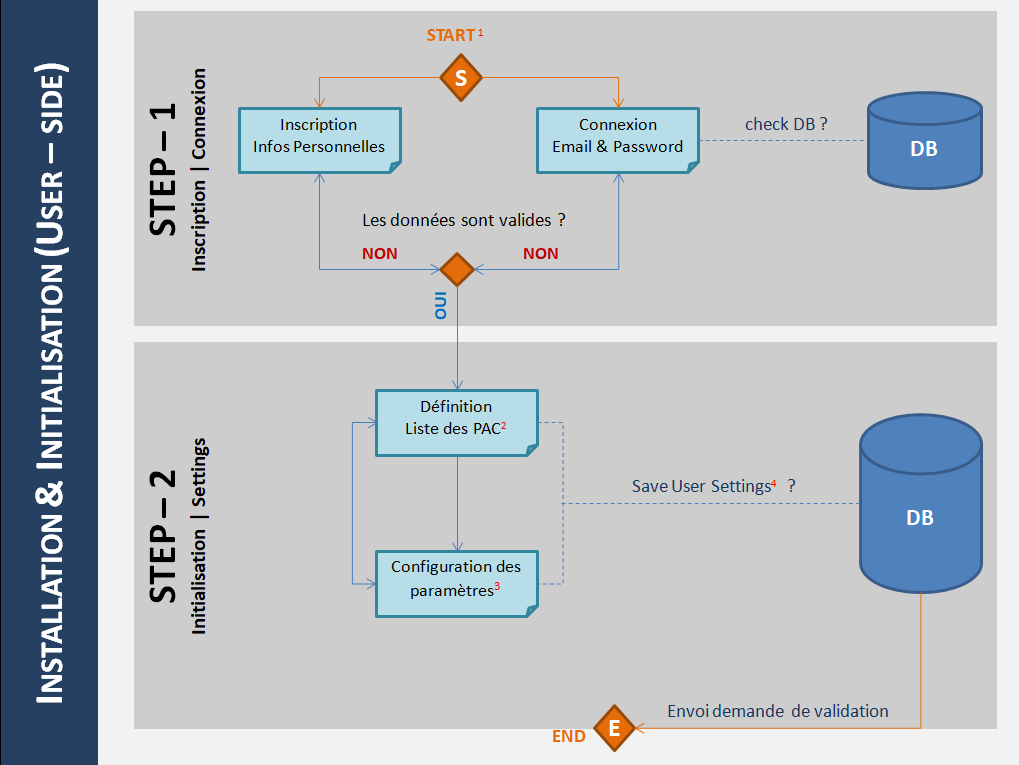 INSTALLATION & INITIALISATION (USER – SIDE)
STEP – 1
Inscription | Connexion
START 1
S
Inscription
Infos Personnelles
Connexion
Email & Password
check DB ?
DB
Les données sont valides ?
NON
NON
OUI
STEP – 2
Initialisation | Settings
Définition
Liste des PAC2
Save User Settings4 ?
DB
Configuration des
paramètres3
Envoi demande de validation
END
E